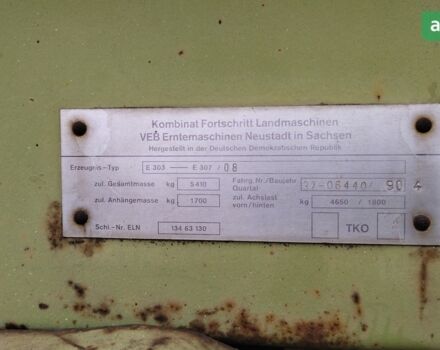 Kombinat Fortschritt Landmaschinen
VEB Erntemaschinen Neustadt in Sachsen
Hergestellt in der Deutschen Demokratischen Republik
Erzeugnis-Typ E 303 — E 307 / 08
zul. Gesamtmasse kg 5410 Fahrg. Nr./Baujahr Quartal 32-06440/ 90 4
zul. Anhängemasse kg 1700 zul. Achslast vorn/hinten kg 4650 / 1800
Schl.-Nr. ELN 134 63 130 TKO